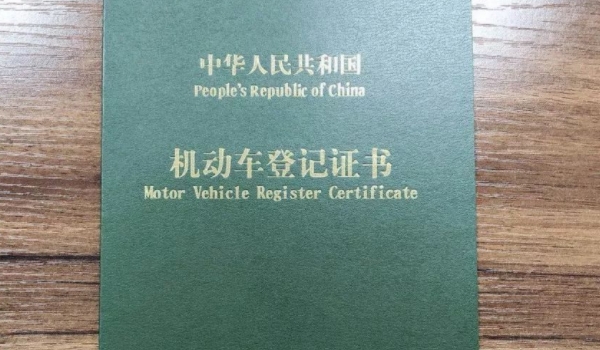 中华人民共和国
People's Republic of China
机动车登记证书
Motor Vehicle Register Certificate